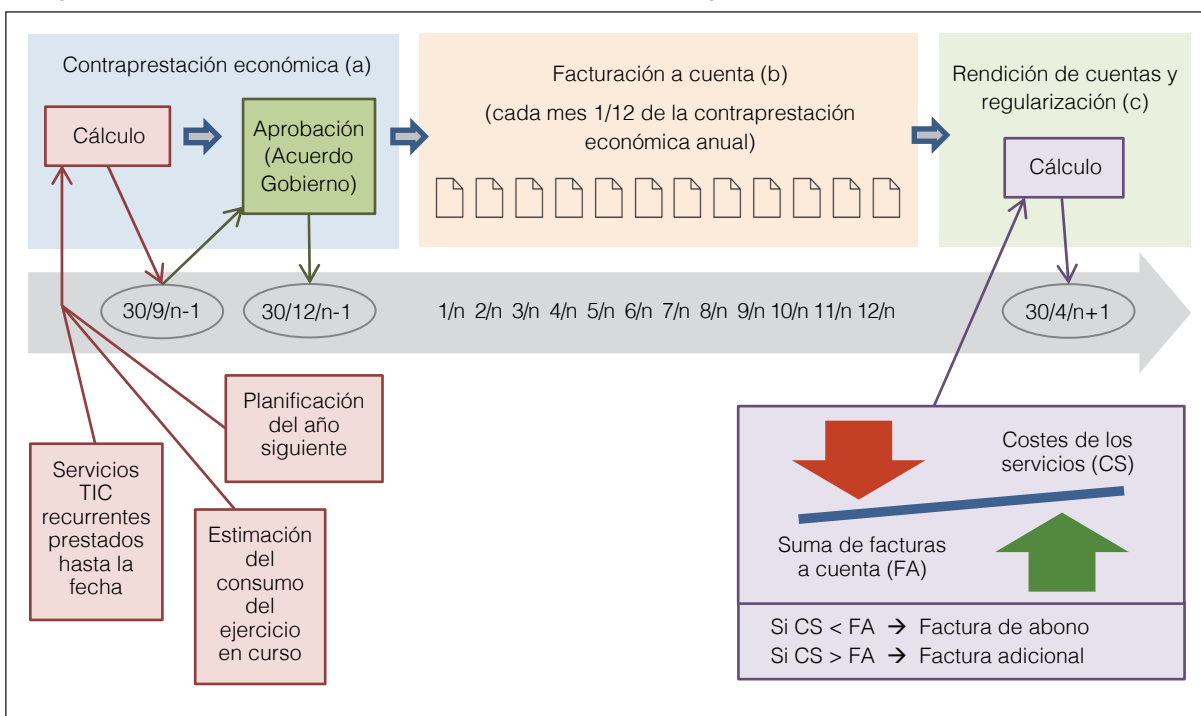 Contraprestación económica (a)
Cálculo
Aprobación
(Acuerdo
Gobierno)
Facturación a cuenta (b)
(cada mes 1/12 de la contraprestación
económica anual)
Rendición de cuentas y
regularización (c)
Cálculo
30/9/n-1
30/12/n-1
1/n 2/n 3/n 4/n 5/n 6/n 7/n 8/n 9/n 10/n 11/n 12/n
30/4/n+1
Servicios
TIC
recurrentes
prestados
hasta la
fecha
Estimación
del
consumo
del
ejercicio
en curso
Planificación
del año
siguiente
Costes de los
servicios (CS)
Suma de facturas
a cuenta (FA)
Si CS < FA → Factura de abono
Si CS > FA → Factura adicional